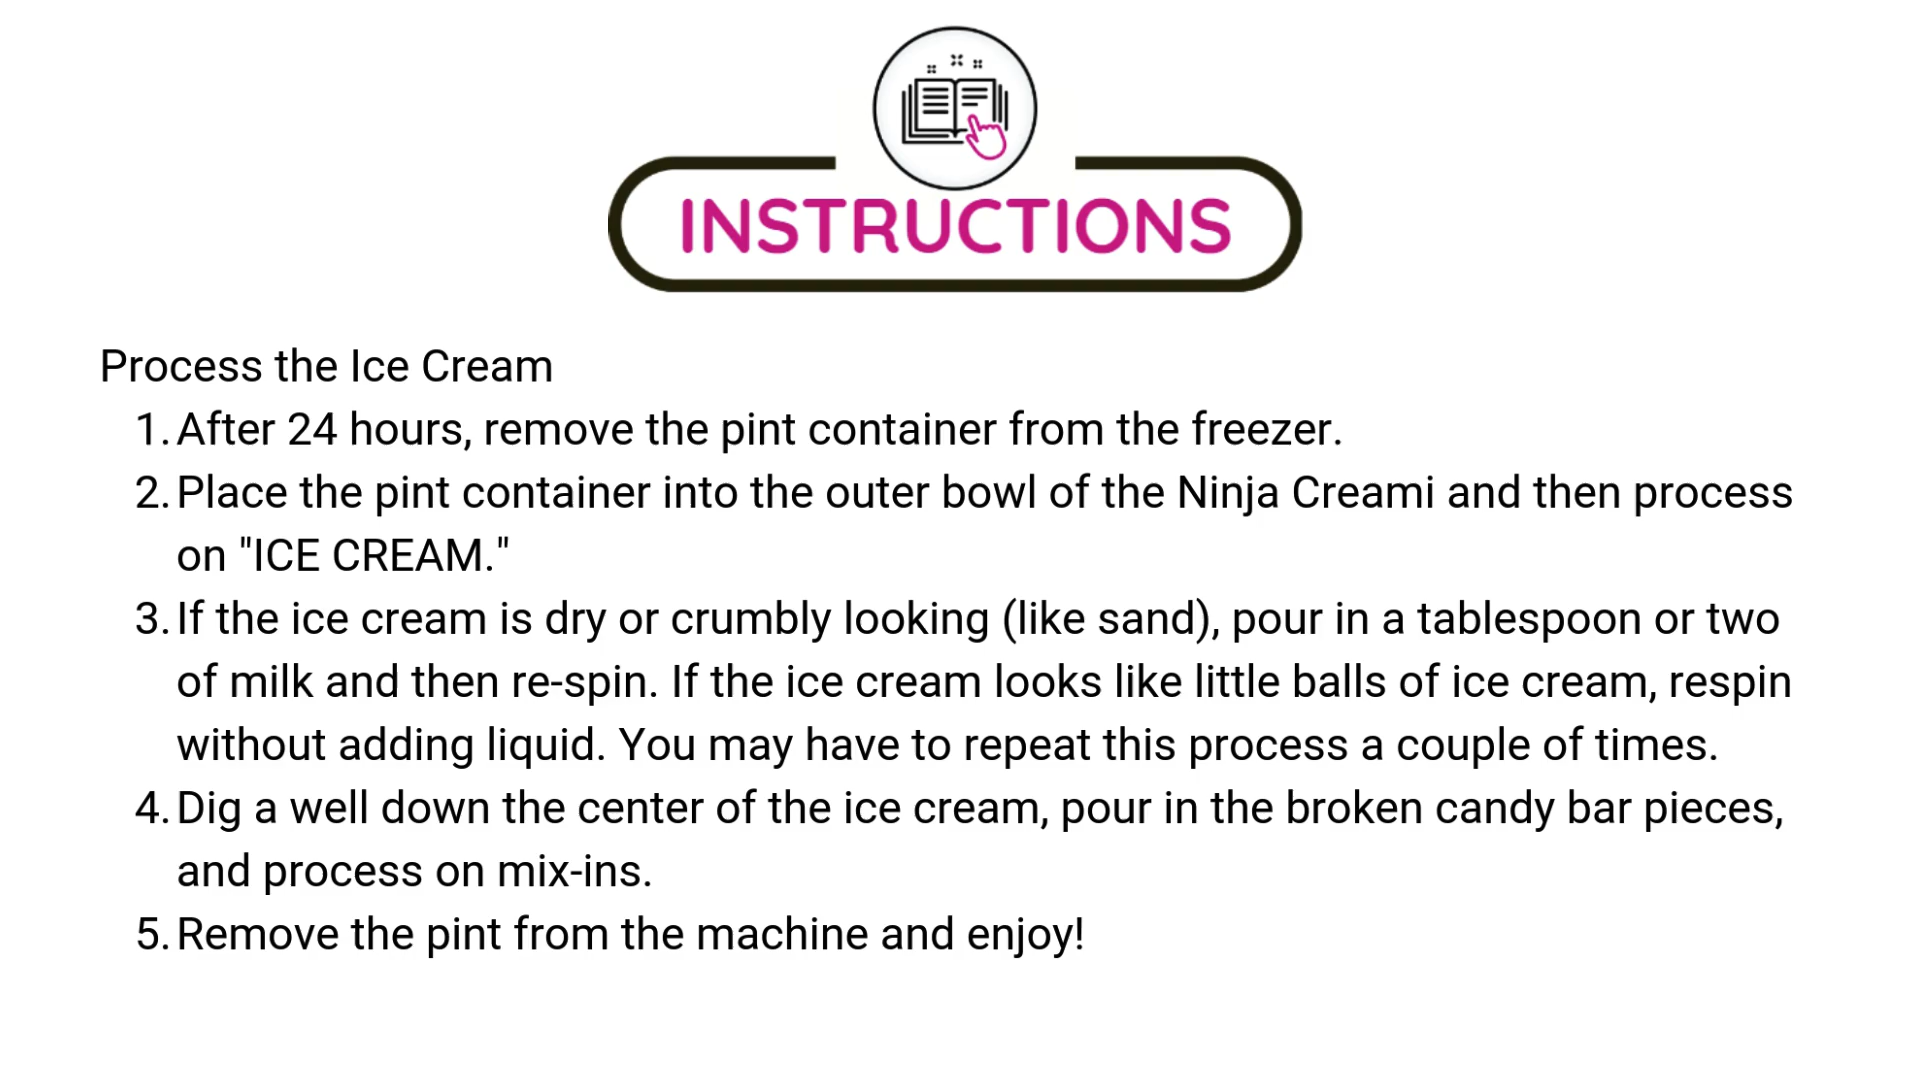 INSTRUCTIONS
Process the Ice Cream
1. After 24 hours, remove the pint container from the freezer.
2. Place the pint container into the outer bowl of the Ninja Creami and then process
on "ICE CREAM."
3. If the ice cream is dry or crumbly looking (like sand), pour in a tablespoon or two
of milk and then re-spin. If the ice cream looks like little balls of ice cream, respin
without adding liquid. You may have to repeat this process a couple of times.
4. Dig a well down the center of the ice cream, pour in the broken candy bar pieces,
and process on mix-ins.
5. Remove the pint from the machine and enjoy!